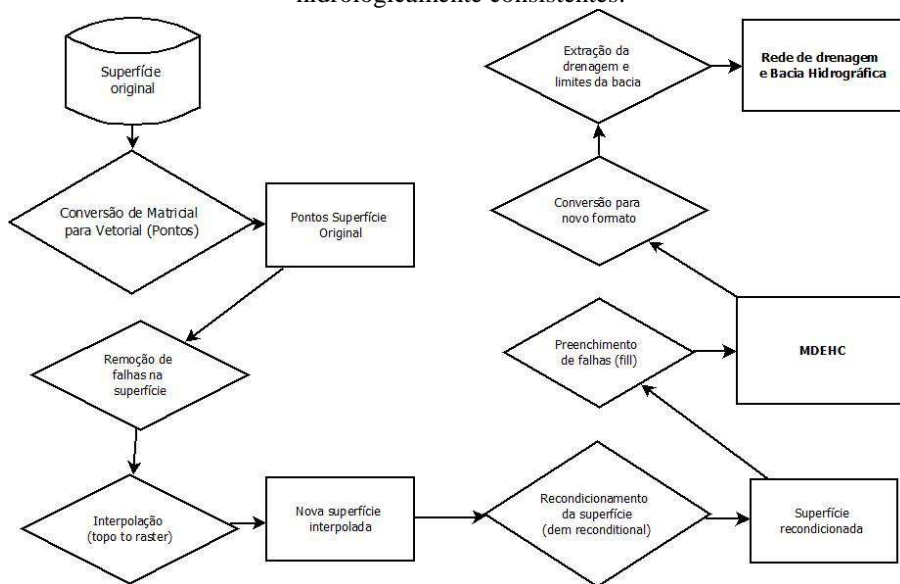 hidrologicamente consistentes.
Superfície
original
Conversão de Matricial
para Vetorial (Pontos)
Pontos Superfície
Original
Remoção de
falhas na
superfície
Interpolação
(topo to raster)
Nova superfície
interpolada
Recondicionamento
da superfície
(dem reconditional)
Superfície
recondicionada
Preenchimento
de falhas (fill)
MDEHC
Conversão para
novo formato
Extração da
drenagem e
limites da bacia
Rede de drenagem
e Bacia Hidrográfica